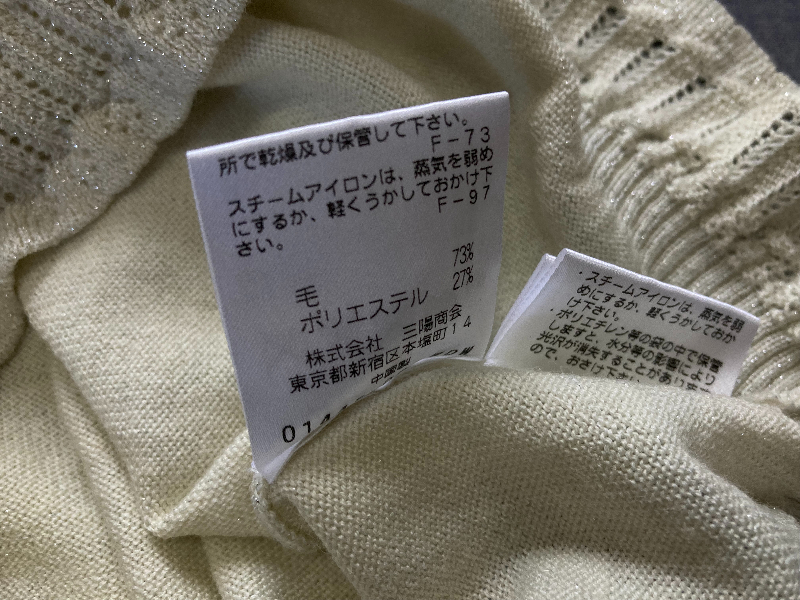 所で乾燥及び保管して下さい。
F-73
スチームアイロンは、蒸気を弱め
にするか、軽くうかしておかけ下
さい。
F-97
毛 73%
ポリエステル 27%
株式会社 三陽商会
東京都新宿区本塩町14
中国製
014
・スチームアイロンは、蒸気を弱
めにするか、軽くうかしておか
け下さい。
・ポリエチレン等の袋の中で保管
しますと、水分等の影響により
光沢が消失することがあります
ので、おさけ下さい